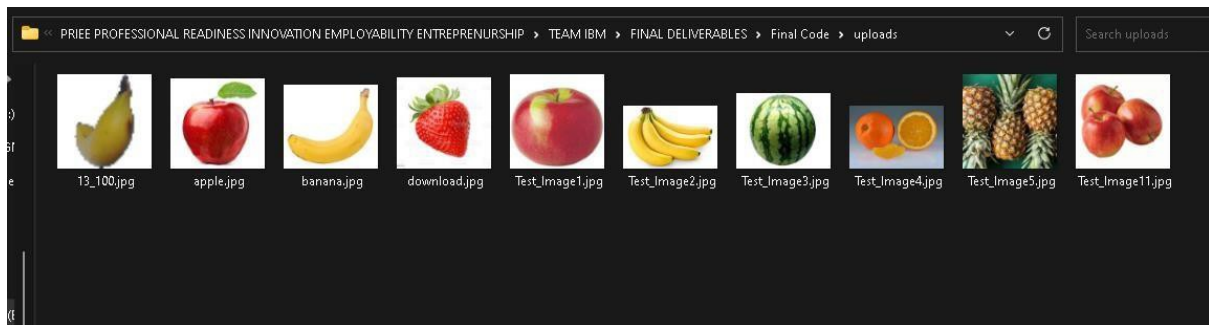 « PRIEE PROFESSIONAL READINESS INNOVATION EMPLOYABILITY ENTREPRENURSHIP › TEAM IBM › FINAL DELIVERABLES › Final Code › uploads
Search uploads
13_100.jpg apple.jpg banana.jpg download.jpg Test_Image1.jpg Test_Image2.jpg Test_Image3.jpg Test_Image4.jpg Test_Image5.jpg Test_Image11.jpg